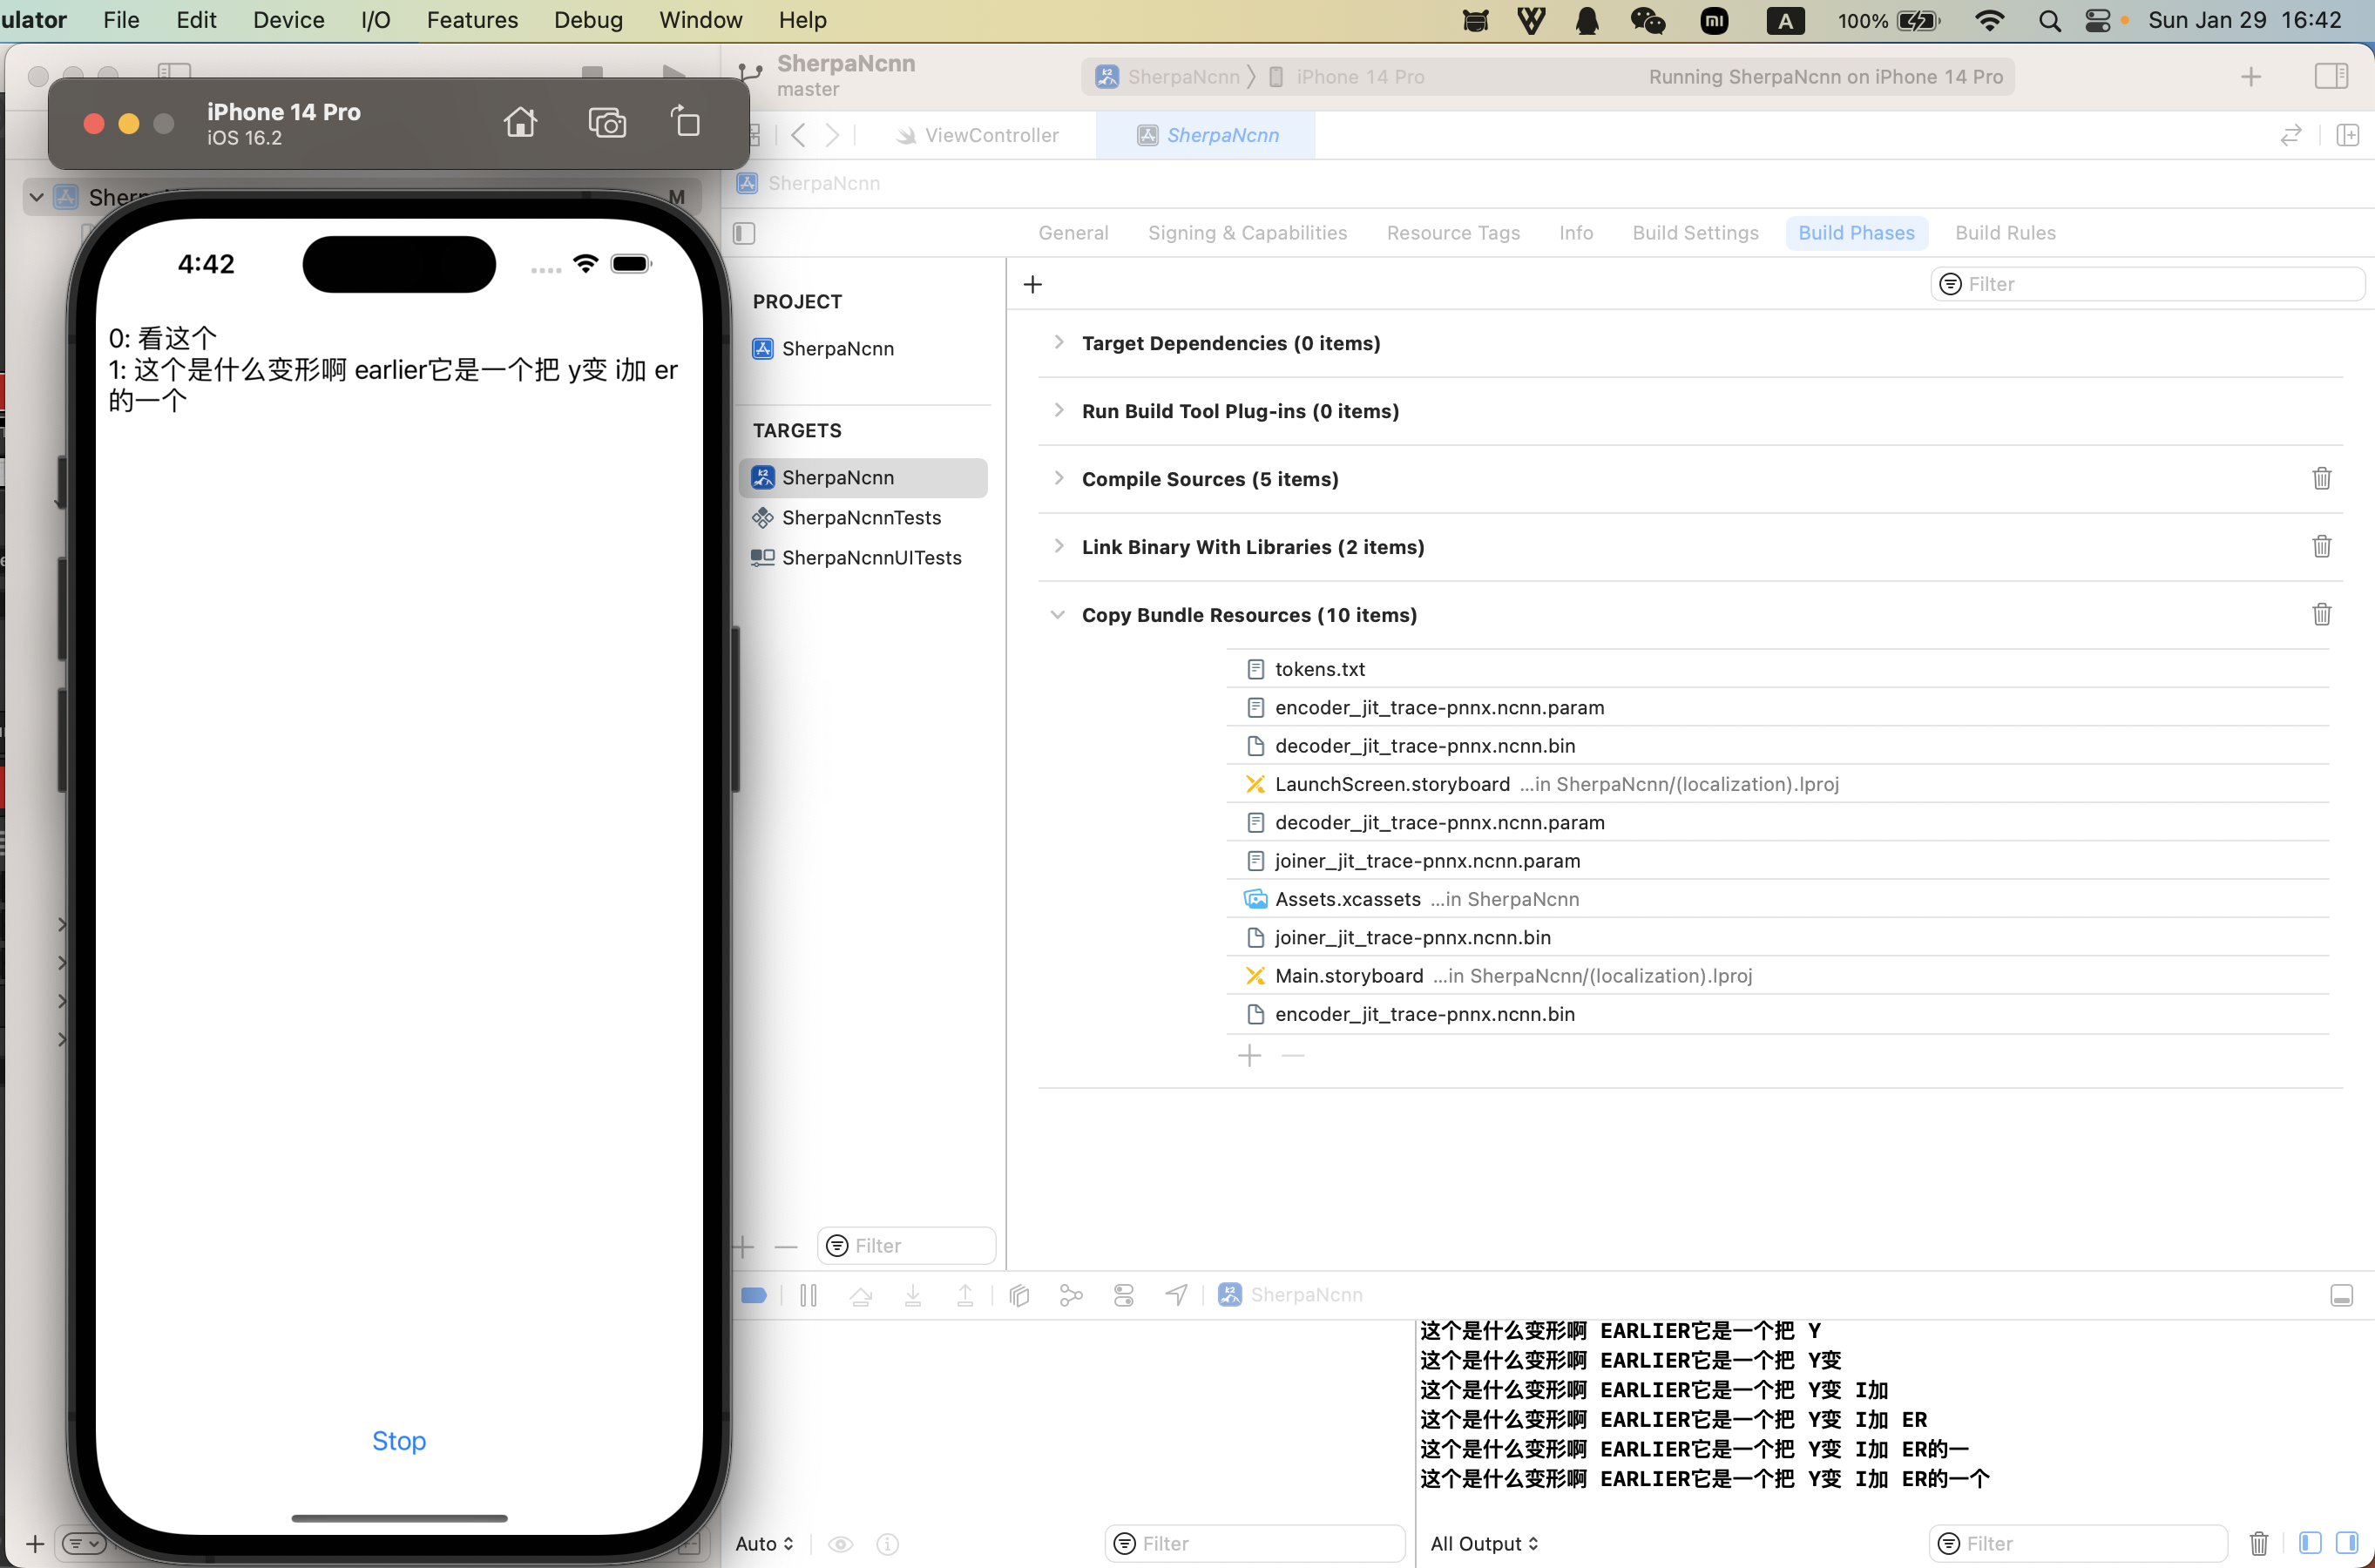 ulator File Edit Device I/O Features Debug Window Help mi A 100% Sun Jan 29 16:42
SherpaNcnn
master
SherpaNcnn iPhone 14 Pro Running SherpaNcnn on iPhone 14 Pro
iPhone 14 Pro
iOS 16.2
ViewController SherpaNcnn
SherpaNcnn
M
General Signing & Capabilities Resource Tags Info Build Settings Build Phases Build Rules
Filter
4:42
0: 看这个
1: 这个是什么变形啊 earlier它是一个把 y变 i加 er
的一个
Stop
PROJECT
SherpaNcnn
TARGETS
k2 SherpaNcnn
SherpaNcnnTests
SherpaNcnnUITests
Filter
Target Dependencies (0 items)
Run Build Tool Plug-ins (0 items)
Compile Sources (5 items)
Link Binary With Libraries (2 items)
Copy Bundle Resources (10 items)
tokens.txt
encoder_jit_trace-pnnx.ncnn.param
decoder_jit_trace-pnnx.ncnn.bin
LaunchScreen.storyboard ...in SherpaNcnn/(localization).lproj
decoder_jit_trace-pnnx.ncnn.param
joiner_jit_trace-pnnx.ncnn.param
Assets.xcassets ...in SherpaNcnn
joiner_jit_trace-pnnx.ncnn.bin
Main.storyboard ...in SherpaNcnn/(localization).lproj
encoder_jit_trace-pnnx.ncnn.bin
k2 SherpaNcnn
这个是什么变形啊 EARLIER它是一个把 Y
这个是什么变形啊 EARLIER它是一个把 Y变
这个是什么变形啊 EARLIER它是一个把 Y变 I加
这个是什么变形啊 EARLIER它是一个把 Y变 I加 ER
这个是什么变形啊 EARLIER它是一个把 Y变 I加 ER的一
这个是什么变形啊 EARLIER它是一个把 Y变 I加 ER的一个
Auto Filter All Output Filter